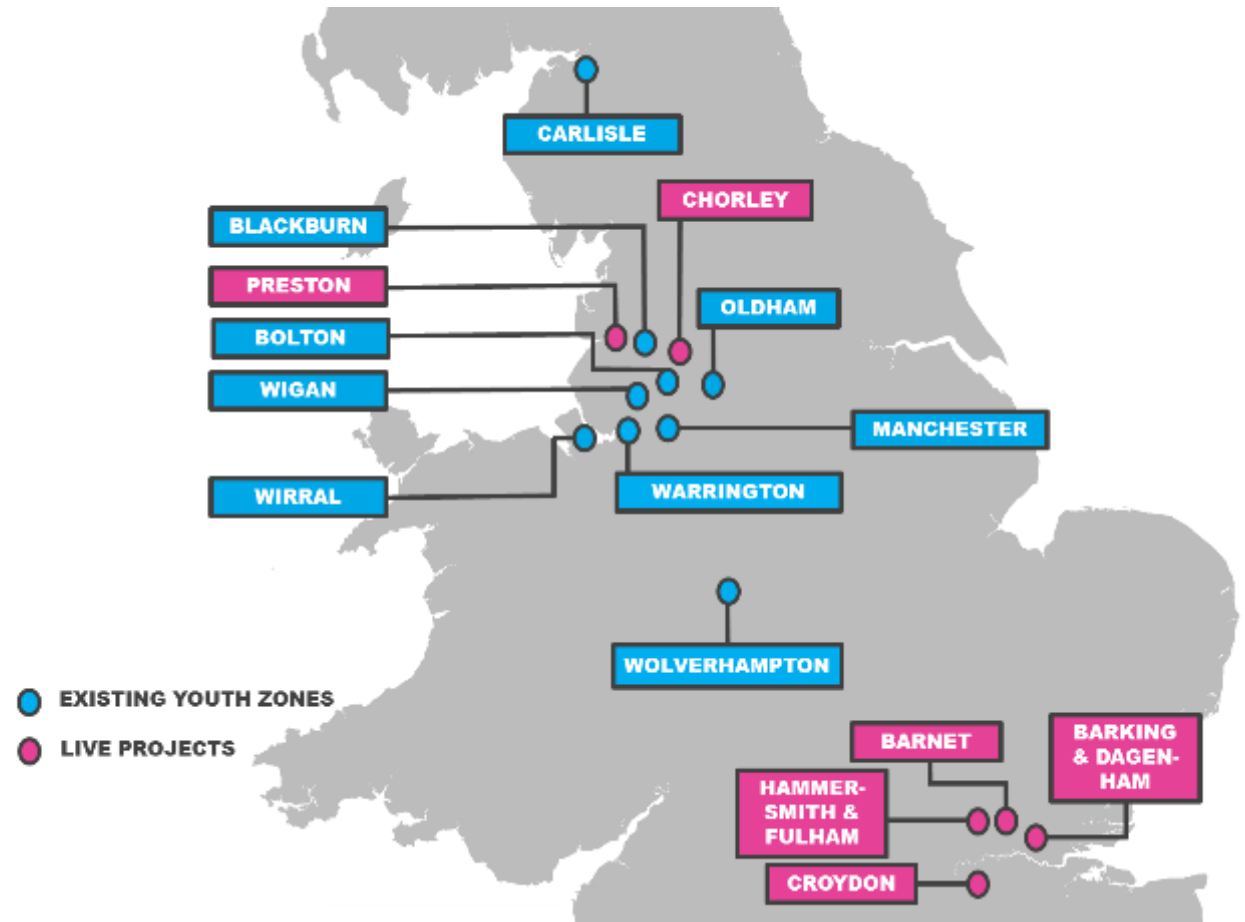 CARLISLE
CHORLEY
BLACKBURN
PRESTON
OLDHAM
BOLTON
WIGAN
MANCHESTER
WIRRAL
WARRINGTON
WOLVERHAMPTON
EXISTING YOUTH ZONES
LIVE PROJECTS
BARNET
BARKING
& DAGEN-
HAM
HAMMER-
SMITH &
FULHAM
CROYDON